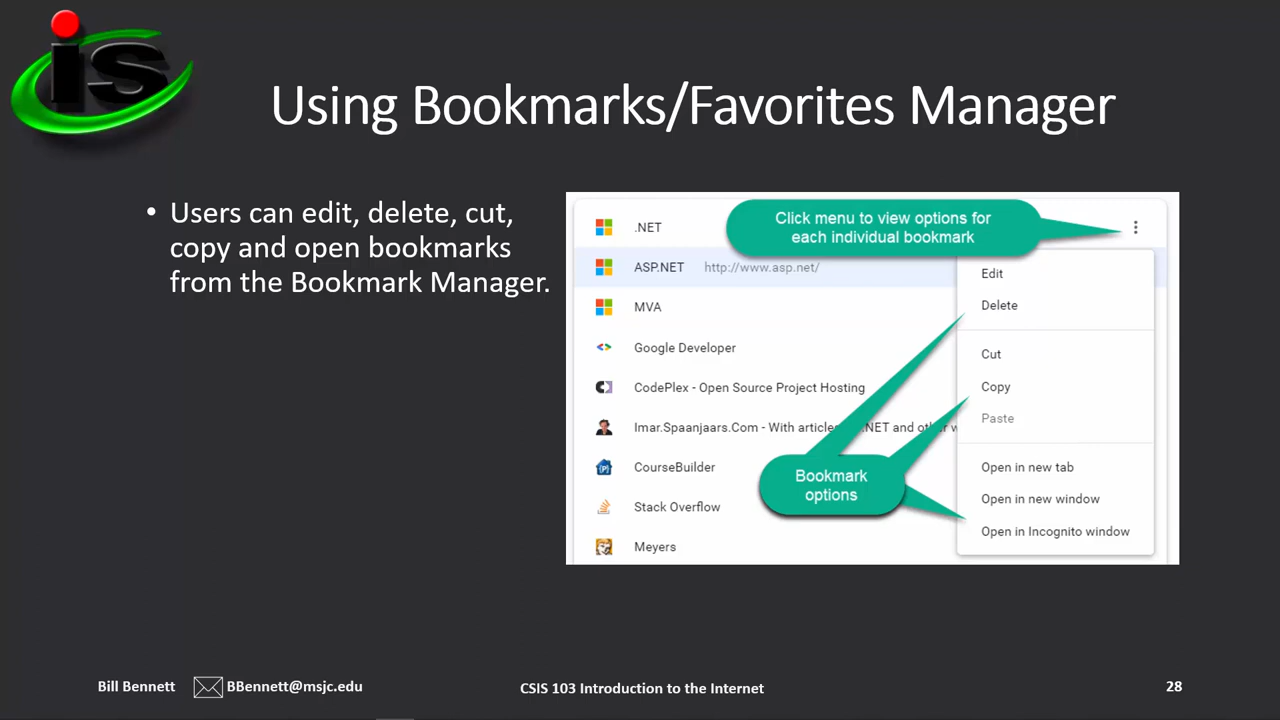 is
Using Bookmarks/Favorites Manager
• Users can edit, delete, cut,
copy and open bookmarks
from the Bookmark Manager.
.NET
Click menu to view options for
each individual bookmark
ASP.NET http://www.asp.net/
MVA
Google Developer
CodePlex - Open Source Project Hosting
Imar.Spaanjaars.Com - With articles .NET and other w
CourseBuilder
Stack Overflow
Meyers
Edit
Delete
Cut
Copy
Paste
Open in new tab
Open in new window
Open in Incognito window
Bookmark
options
Bill Bennett BBennett@msjc.edu
CSIS 103 Introduction to the Internet
28